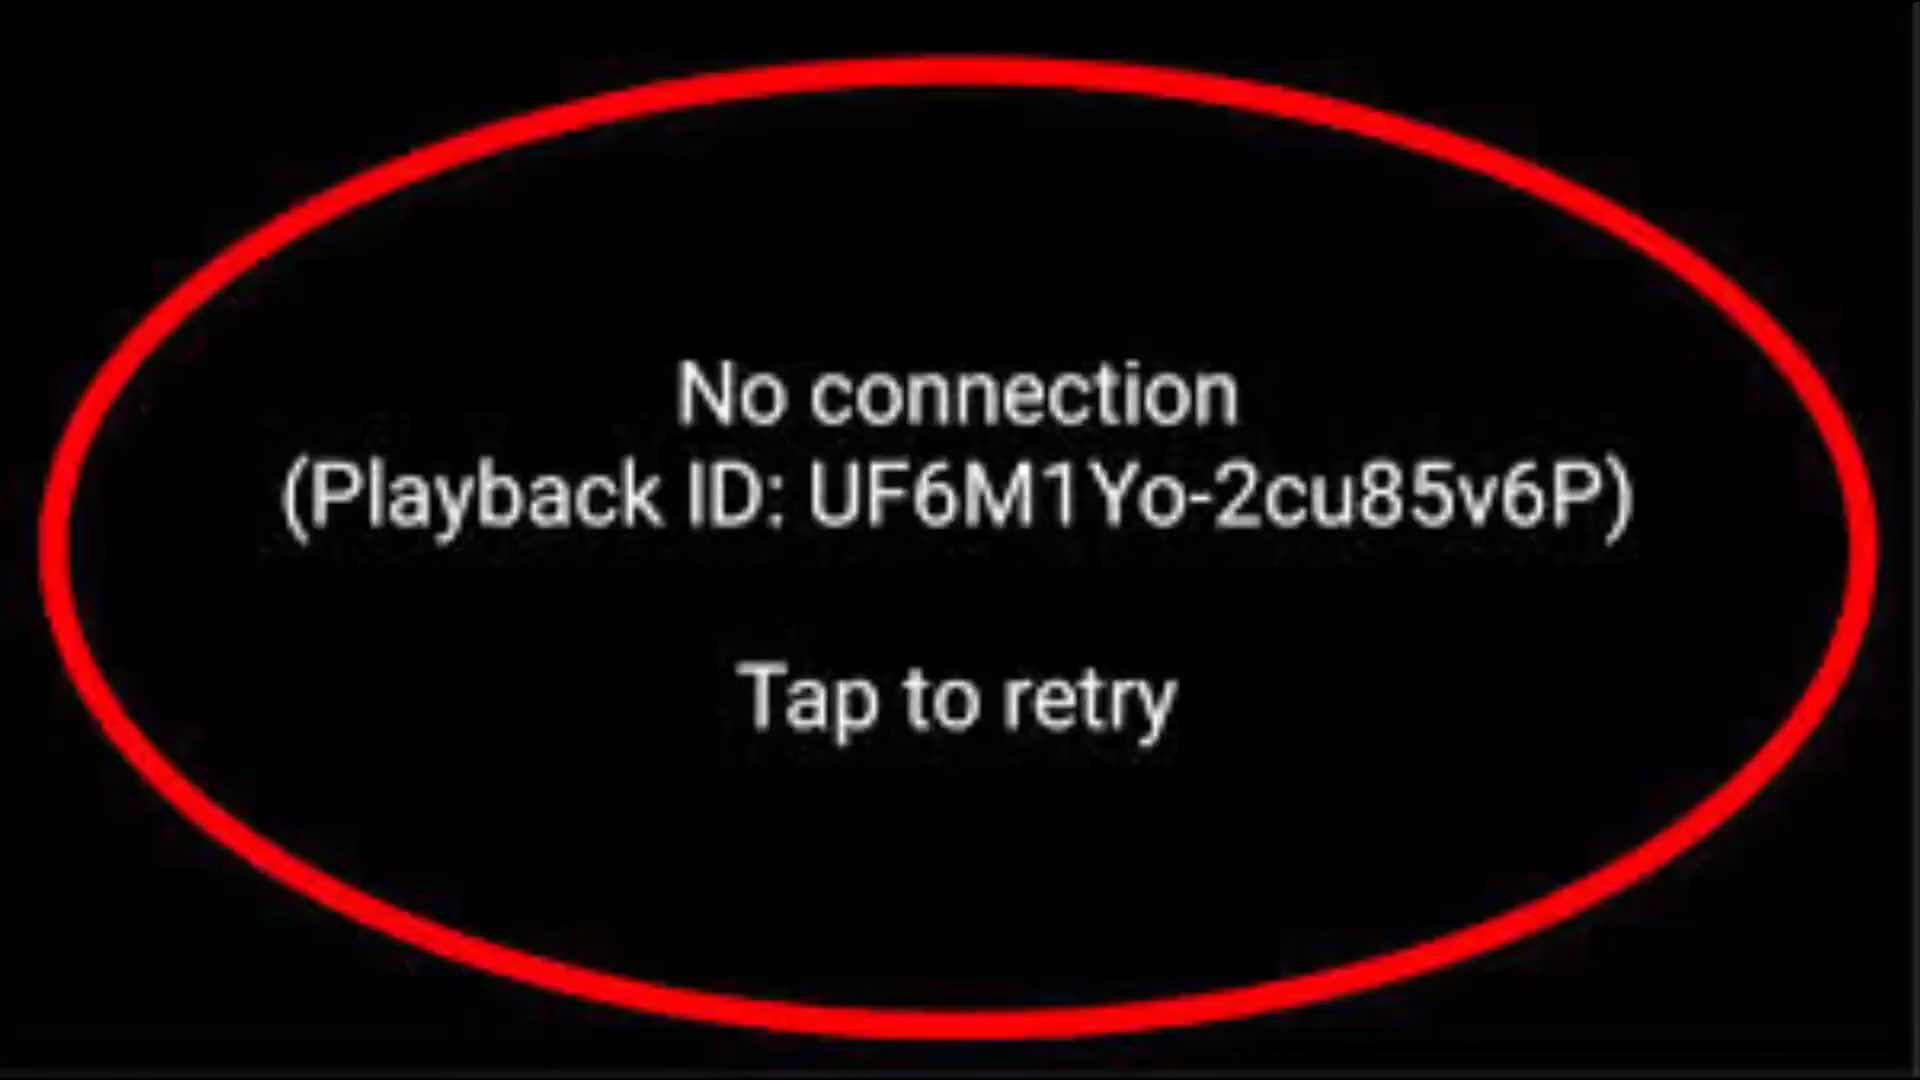 No connection
(Playback ID: UF6M1Yo-2cu85v6P)
Tap to retry